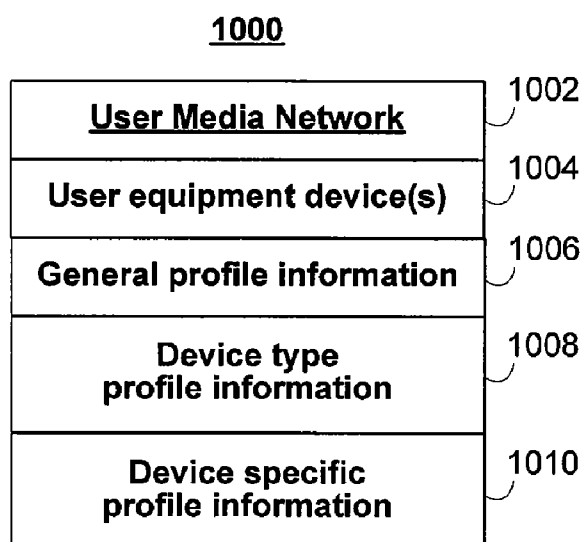 1000
User Media Network
1002
User equipment device(s)
1004
General profile information
1006
Device type
profile information
1008
Device specific
profile information
1010